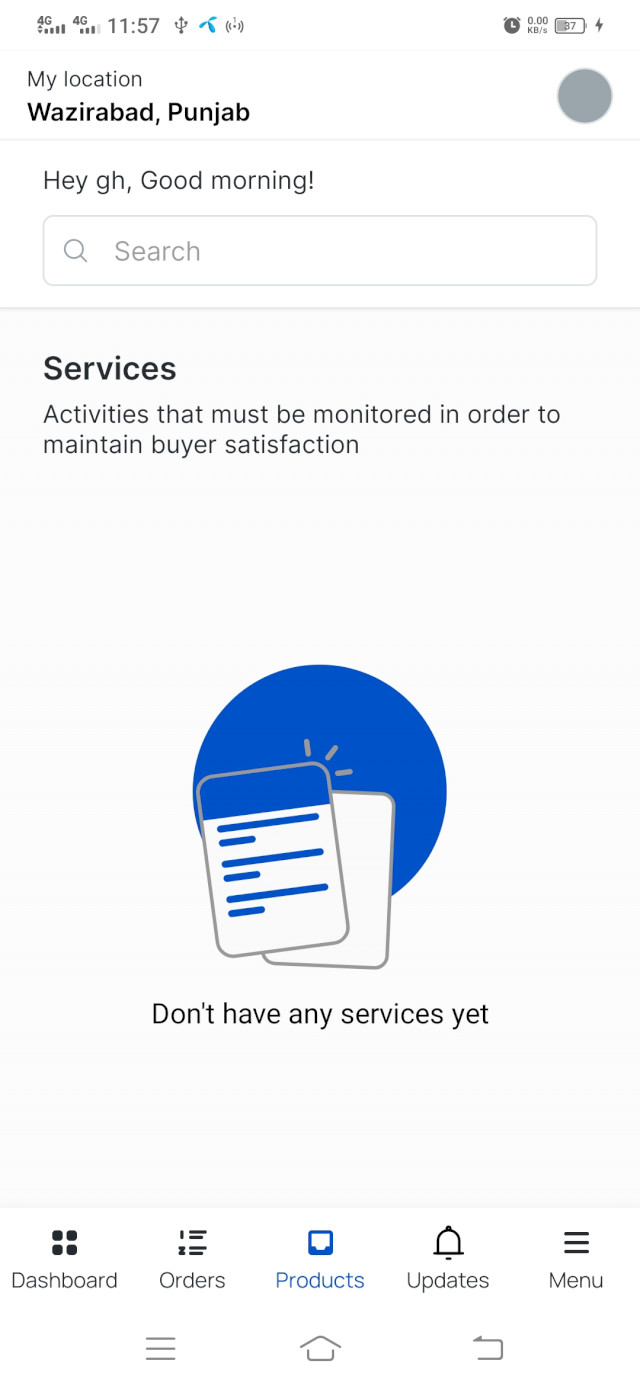 4G 4G 11:57 0.00 KB/s 37
My location
Wazirabad, Punjab
Hey gh, Good morning!
Search
Services
Activities that must be monitored in order to
maintain buyer satisfaction
Don't have any services yet
Dashboard Orders Products Updates Menu